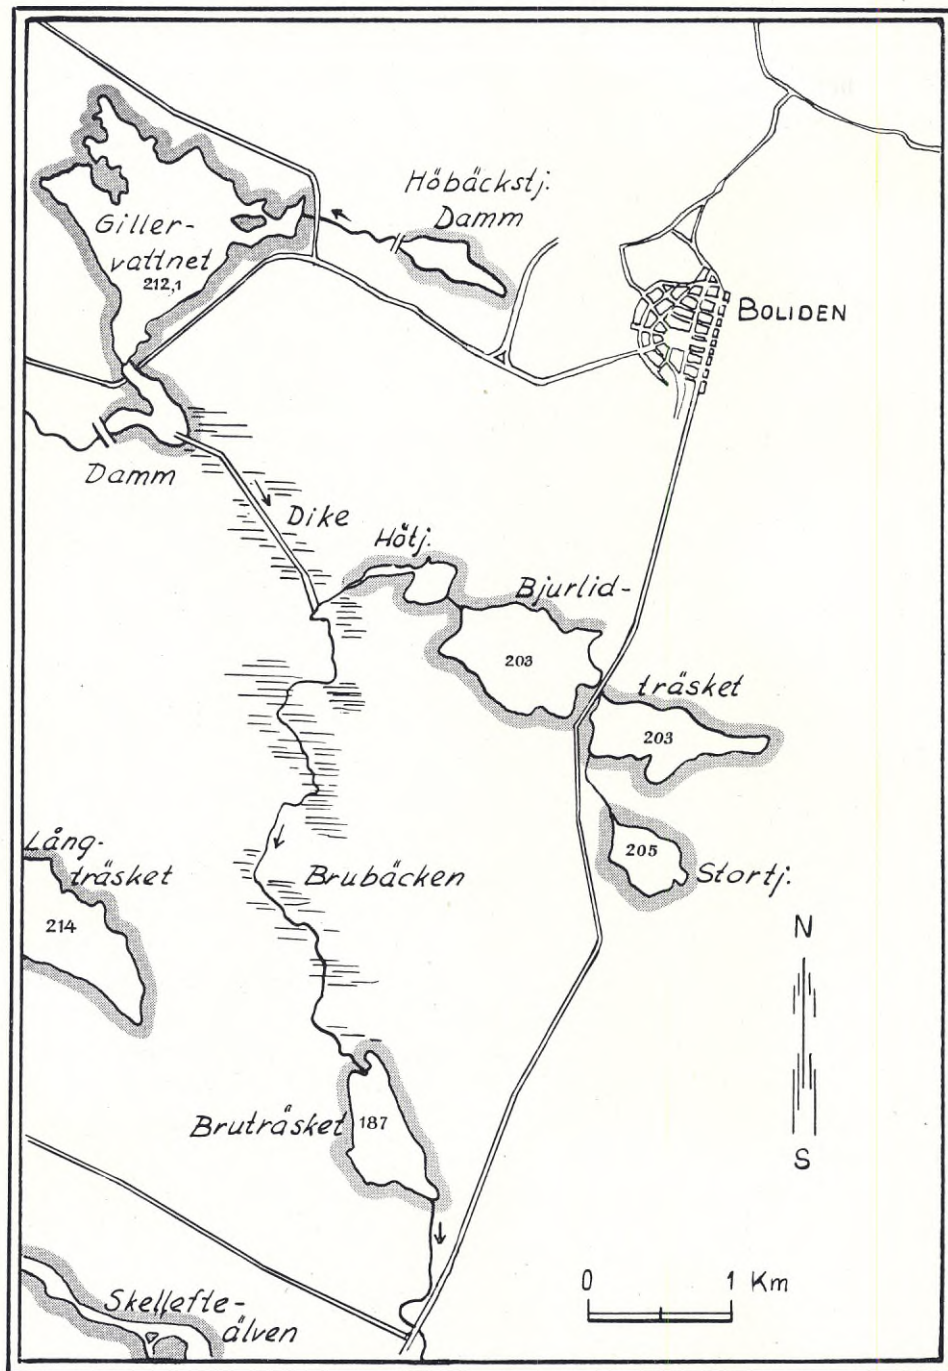 Höbäckstj.
Damm
Giller-
vattnet
212,1
BOLIDEN
Damm
Dike
Hötj.
Bjurlid-
203
träsket
203
205
Stortj.
Lång-
träsket
214
Brubäcken
N
S
Bruträsket
187
0 1 Km
Skellefte-
älven